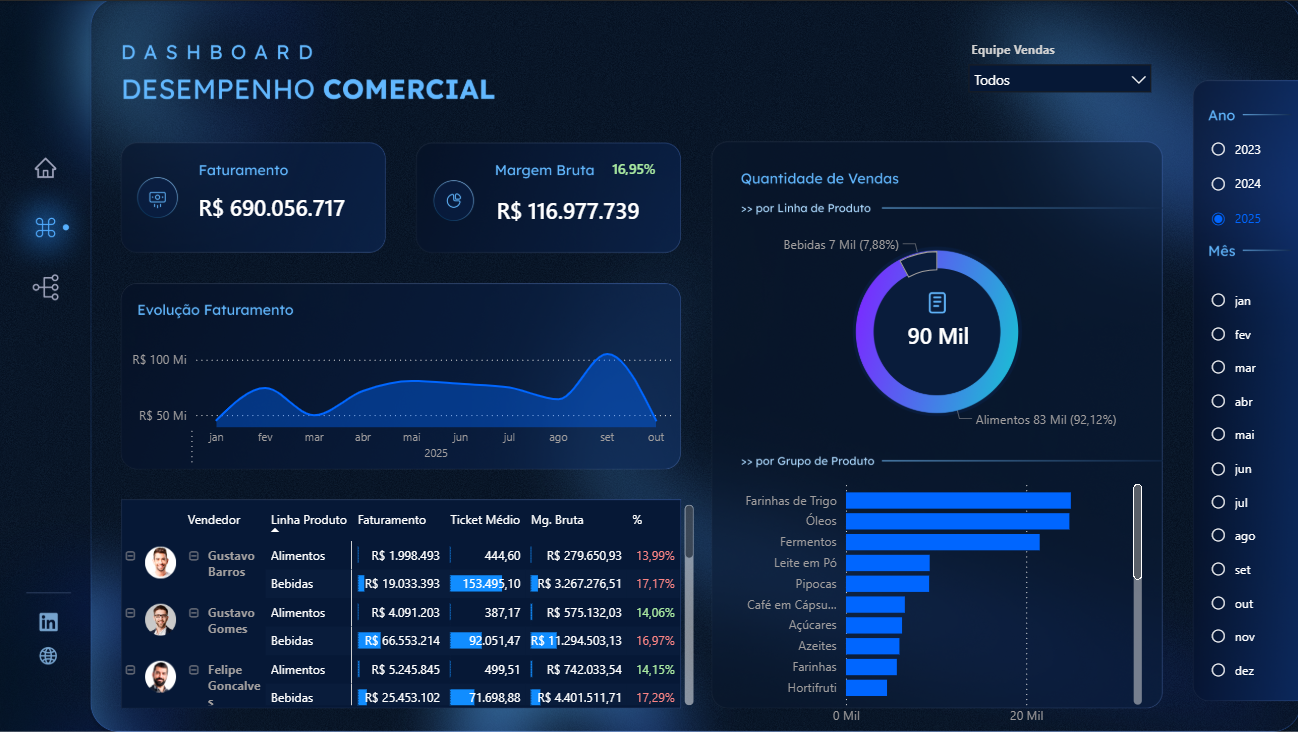 DASHBOARD
DESEMPENHO COMERCIAL
Equipe Vendas
Todos
Faturamento
R$ 690.056.717
Margem Bruta 16,95%
R$ 116.977.739
Evolução Faturamento
R$ 100 Mi
R$ 50 Mi
jan fev mar abr mai jun jul ago set out
2025
Vendedor Linha Produto Faturamento Ticket Médio Mg. Bruta %
Gustavo Barros Alimentos R$ 1.998.493 444,60 R$ 279.650,93 13,99%
Bebidas R$ 19.033.393 153.495,10 R$ 3.267.276,51 17,17%
Gustavo Gomes Alimentos R$ 4.091.203 387,17 R$ 575.132,03 14,06%
Bebidas R$ 66.553.214 92.051,47 R$ 11.294.503,13 16,97%
Felipe Goncalves Alimentos R$ 5.245.845 499,51 R$ 742.033,54 14,15%
Bebidas R$ 25.453.102 71.698,88 R$ 4.401.511,71 17,29%
Quantidade de Vendas
>> por Linha de Produto
Bebidas 7 Mil (7,88%)
90 Mil
Alimentos 83 Mil (92,12%)
>> por Grupo de Produto
Farinhas de Trigo
Óleos
Fermentos
Leite em Pó
Pipocas
Café em Cápsu...
Açúcares
Azeites
Farinhas
Hortifruti
0 Mil 20 Mil
Ano
2023
2024
2025
Mês
jan
fev
mar
abr
mai
jun
jul
ago
set
out
nov
dez
in